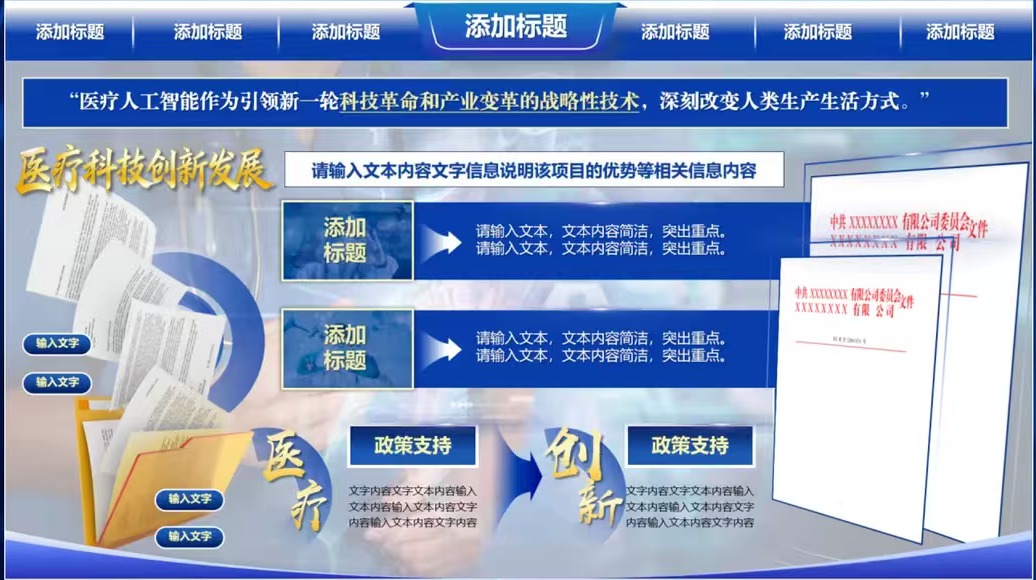 添加标题
添加标题
添加标题
添加标题
添加标题
添加标题
添加标题
“医疗人工智能作为引领新一轮科技革命和产业变革的战略性技术，深刻改变人类生产生活方式。”
医疗科技创新发展
请输入文本内容文字信息说明该项目的优势等相关信息内容
添加
标题
请输入文本，文本内容简洁，突出重点。
请输入文本，文本内容简洁，突出重点。
添加
标题
请输入文本，文本内容简洁，突出重点。
请输入文本，文本内容简洁，突出重点。
中共 XXXXXXXX 有限公司委员会文件
XXXXXXXX 有限 公司
中共 XXXXXXXX 有限公司委员会文件
XXXXXXXX 有限 公司
输入文字
输入文字
输入文字
输入文字
医疗
政策支持
文字内容文字文本内容输入
文本内容输入文本内容文字
内容输入文本内容文字内容
创新
政策支持
文字内容文字文本内容输入
文本内容输入文本内容文字
内容输入文本内容文字内容